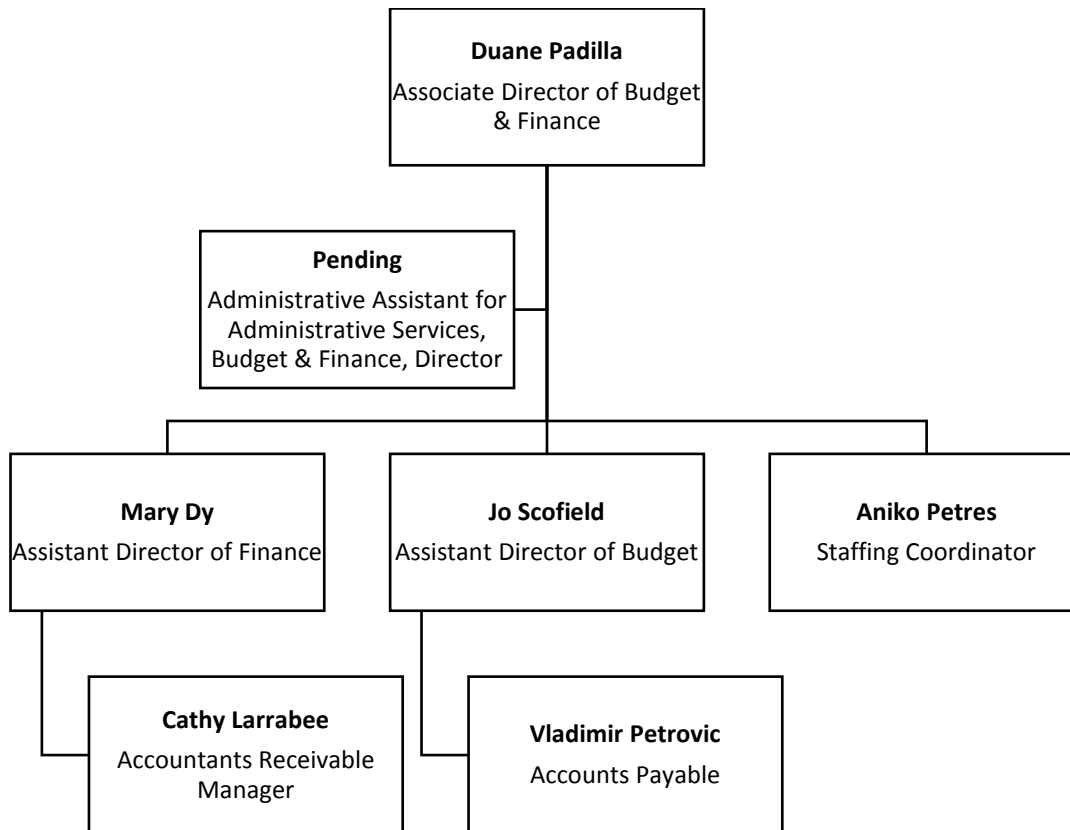 Duane Padilla
Associate Director of Budget
& Finance
Pending
Administrative Assistant for
Administrative Services,
Budget & Finance, Director
Mary Dy
Assistant Director of Finance
Jo Scofield
Assistant Director of Budget
Aniko Petres
Staffing Coordinator
Cathy Larrabee
Accountants Receivable
Manager
Vladimir Petrovic
Accounts Payable